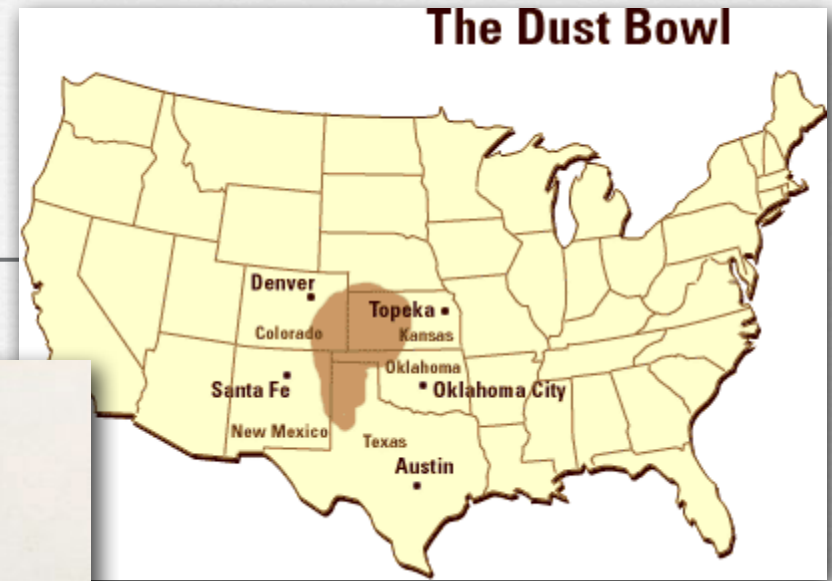 The Dust Bowl
Denver
Topeka
Colorado
Kansas
Oklahoma
Santa Fe
Oklahoma City
New Mexico
Texas
Austin